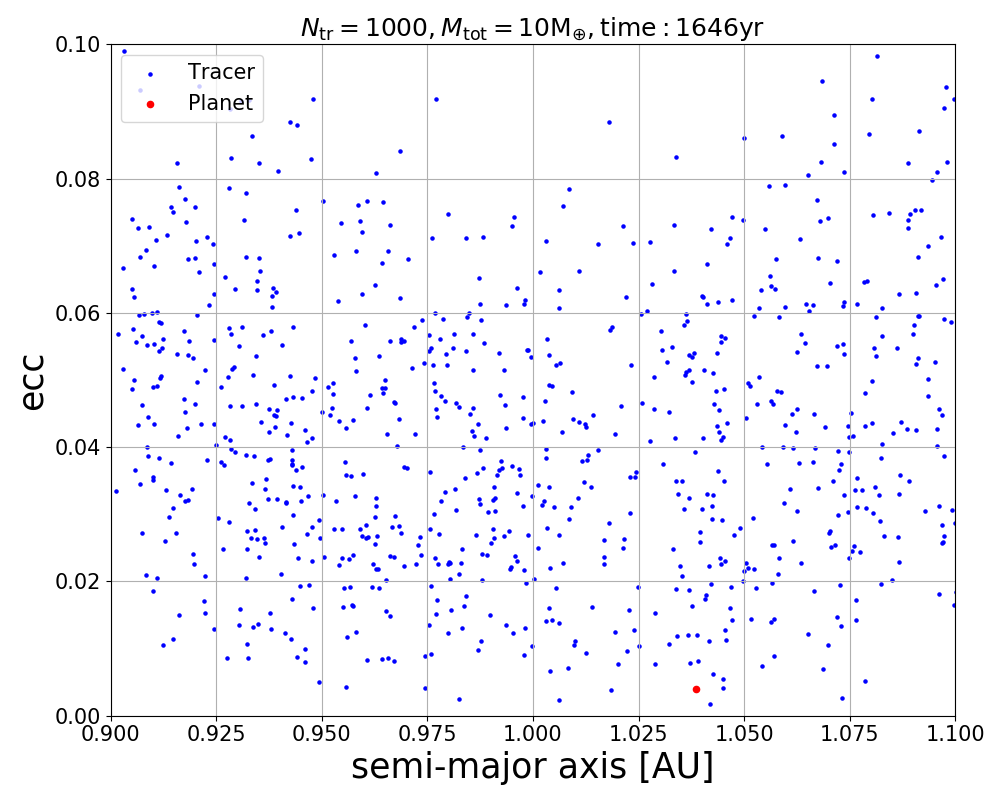 N_tr = 1000, M_tot = 10M_⊕, time : 1646yr
Tracer
Planet
ecc
0.10
0.08
0.06
0.04
0.02
0.00
0.900 0.925 0.950 0.975 1.000 1.025 1.050 1.075 1.100
semi-major axis [AU]